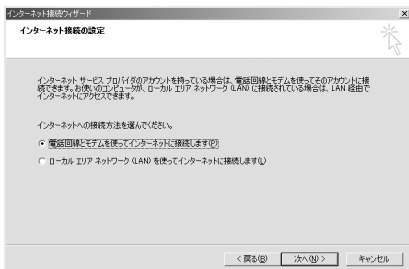 インターネット接続ウィザード
インターネット接続の設定
インターネット サービス プロバイダのアカウントを持っている場合は、電話回線とモデムを使ってそのアカウントに接
続できます。お使いのコンピュータが、ローカル エリア ネットワーク (LAN) に接続されている場合は、LAN 経由で
インターネットにアクセスできます。
インターネットへの接続方法を選んでください。
電話回線とモデムを使ってインターネットに接続します(P)
ローカル エリア ネットワーク (LAN) を使ってインターネットに接続します(L)
< 戻る(B)
次へ(N) >
キャンセル